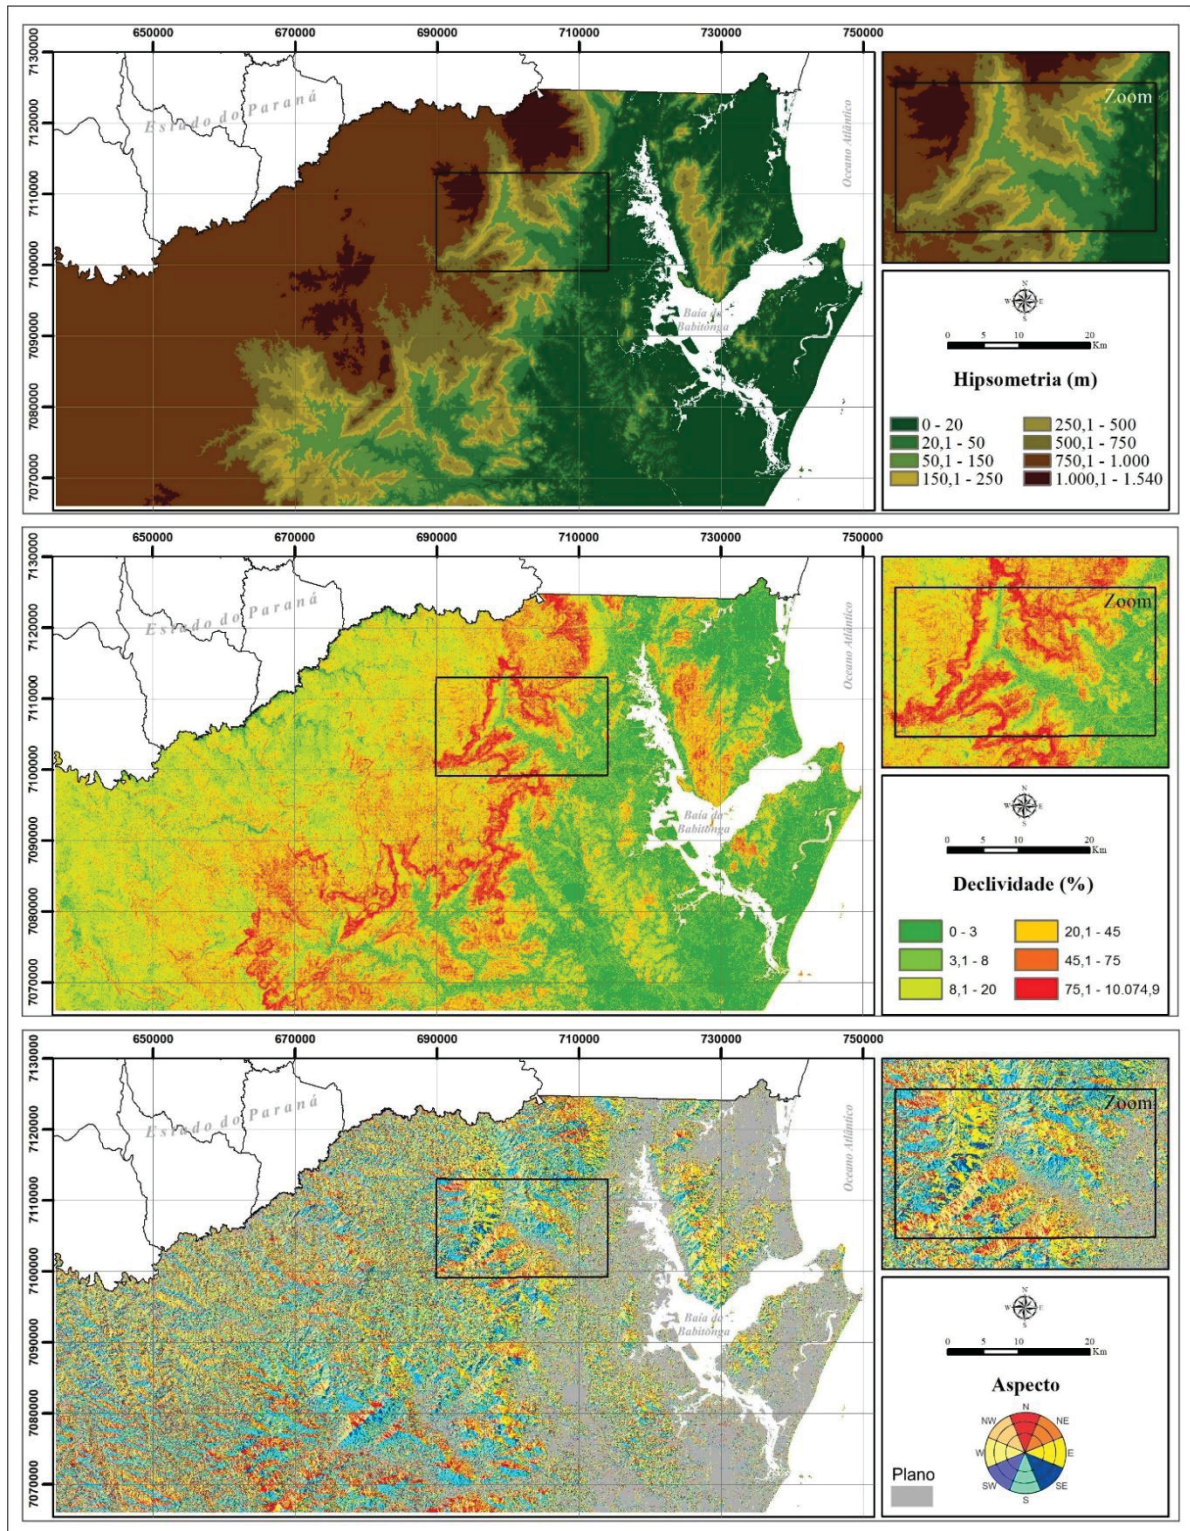 650000 670000 690000 710000 730000 750000
7130000
7120000
7110000
7100000
7090000
7080000
7070000
Estado do Paraná
Oceano Atlântico
Baía da
Babitonga
Zoom
N
W E
S
0 5 10 20
Km
Hipsometria (m)
0 - 20 250,1 - 500
20,1 - 50 500,1 - 750
50,1 - 150 750,1 - 1.000
150,1 - 250 1.000,1 - 1.540
650000 670000 690000 710000 730000 750000
7130000
7120000
7110000
7100000
7090000
7080000
7070000
Estado do Paraná
Oceano Atlântico
Baía da
Babitonga
Zoom
N
W E
S
0 5 10 20
Km
Declividade (%)
0 - 3 20,1 - 45
3,1 - 8 45,1 - 75
8,1 - 20 75,1 - 10.074,9
650000 670000 690000 710000 730000 750000
7130000
7120000
7110000
7100000
7090000
7080000
7070000
Estado do Paraná
Oceano Atlântico
Baía da
Babitonga
Zoom
N
W E
S
0 5 10 20
Km
Aspecto
N
NW NE
W E
SW SE
S
Plano